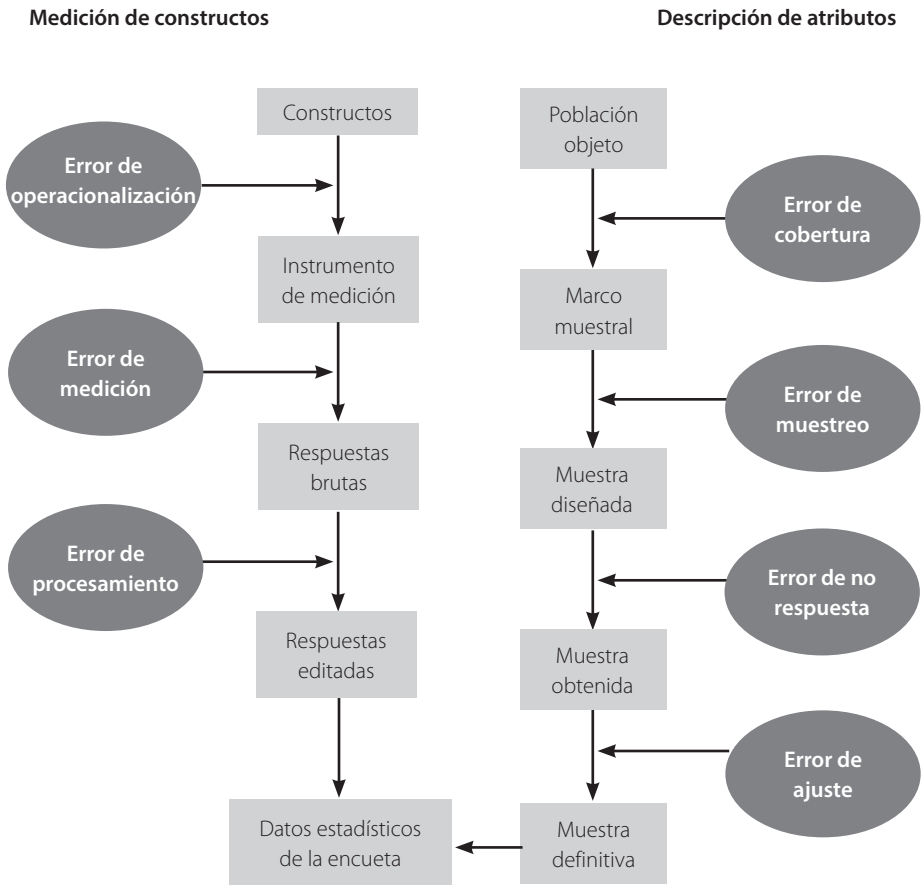 Medición de constructos
Descripción de atributos
Constructos
Error de
operacionalización
Instrumento
de medición
Error de
medición
Respuestas
brutas
Error de
procesamiento
Respuestas
editadas
Datos estadísticos
de la encueta
Población
objeto
Error de
cobertura
Marco
muestral
Error de
muestreo
Muestra
diseñada
Error de no
respuesta
Muestra
obtenida
Error de
ajuste
Muestra
definitiva